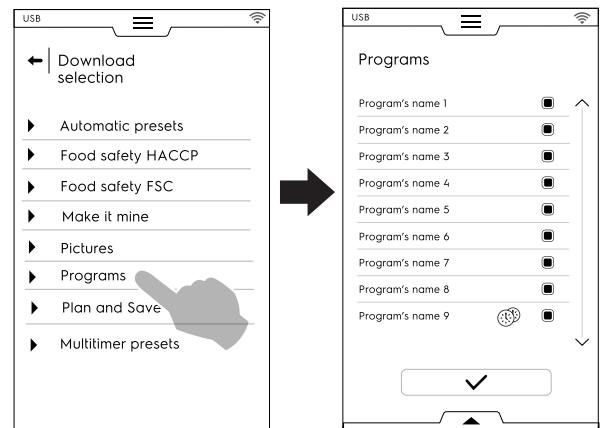 USB
Download
selection
Automatic presets
Food safety HACCP
Food safety FSC
Make it mine
Pictures
Programs
Plan and Save
Multitimer presets
USB
Programs
Program's name 1
Program's name 2
Program's name 3
Program's name 4
Program's name 5
Program's name 6
Program's name 7
Program's name 8
Program's name 9